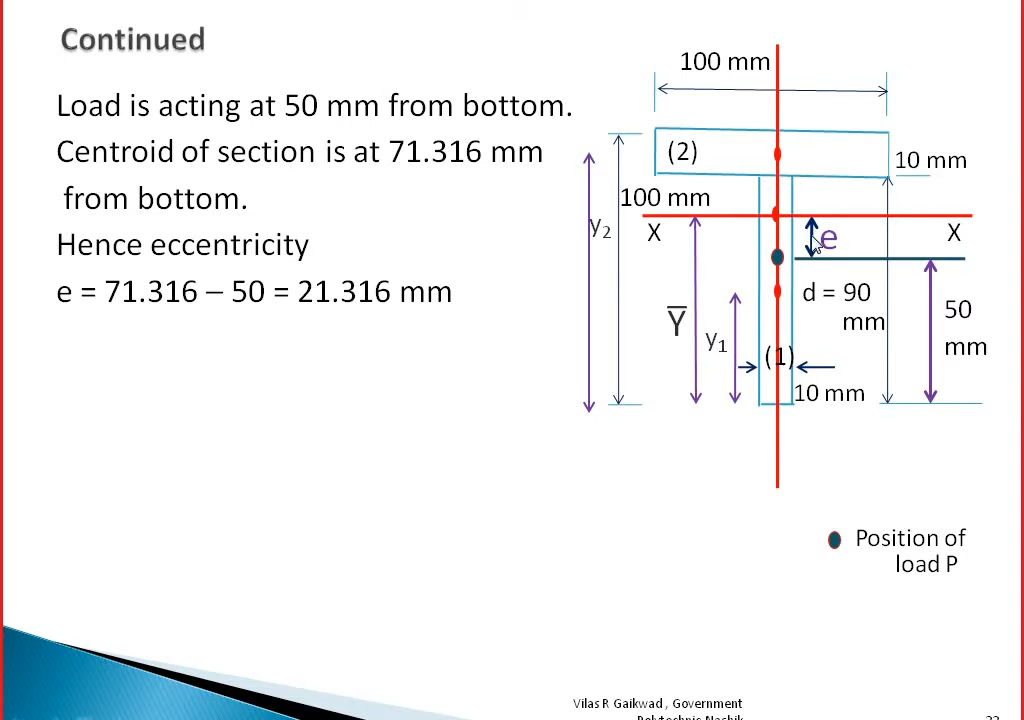 Continued
Load is acting at 50 mm from bottom.
Centroid of section is at 71.316 mm
from bottom.
Hence eccentricity
e = 71.316 – 50 = 21.316 mm
100 mm
(2)
10 mm
100 mm
y2
X
e
X
Y̅
y1
d = 90
mm
50
mm
(1)
10 mm
Position of
load P
Vilas R Gaikwad , Government
Polytechnic Nashik